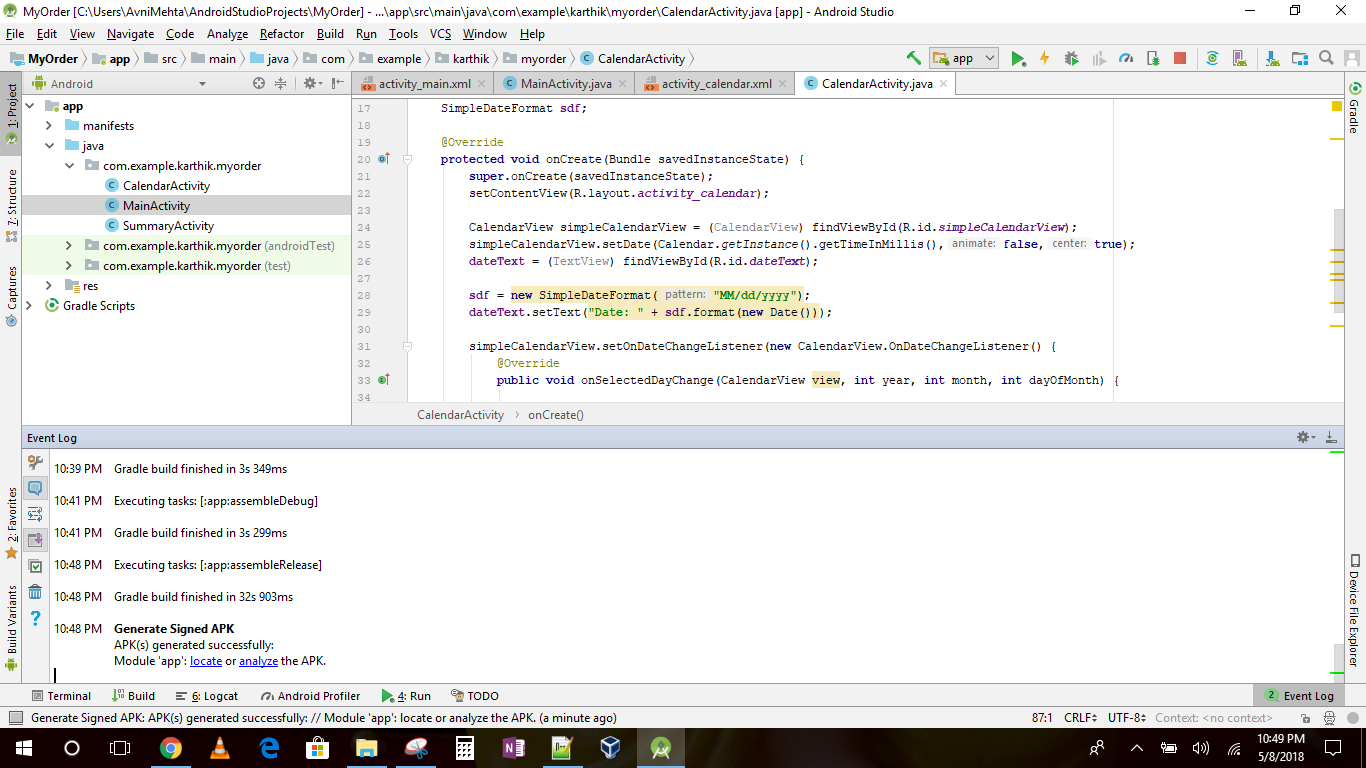 MyOrder [C:\Users\AvniMehta\AndroidStudioProjects\MyOrder] - ...\app\src\main\java\com\example\karthik\myorder\CalendarActivity.java [app] - Android Studio
File Edit View Navigate Code Analyze Refactor Build Run Tools VCS Window Help
MyOrder app src main java com example karthik myorder CalendarActivity app
Android
activity_main.xml MainActivity.java activity_calendar.xml CalendarActivity.java
1: Project
7: Structure
Captures
2: Favorites
Build Variants
app
manifests
java
com.example.karthik.myorder
CalendarActivity
MainActivity
SummaryActivity
com.example.karthik.myorder (androidTest)
com.example.karthik.myorder (test)
res
Gradle Scripts
17 SimpleDateFormat sdf;
18
19 @Override
20 protected void onCreate(Bundle savedInstanceState) {
21 super.onCreate(savedInstanceState);
22 setContentView(R.layout.activity_calendar);
23
24 CalendarView simpleCalendarView = (CalendarView) findViewById(R.id.simpleCalendarView);
25 simpleCalendarView.setDate(Calendar.getInstance().getTimeInMillis(), animate: false, center: true);
26 dateText = (TextView) findViewById(R.id.dateText);
27
28 sdf = new SimpleDateFormat( pattern: "MM/dd/yyyy");
29 dateText.setText("Date: " + sdf.format(new Date()));
30
31 simpleCalendarView.setOnDateChangeListener(new CalendarView.OnDateChangeListener() {
32 @Override
33 public void onSelectedDayChange(CalendarView view, int year, int month, int dayOfMonth) {
34
CalendarActivity onCreate()
Gradle
Device File Explorer
Event Log
10:39 PM Gradle build finished in 3s 349ms
10:41 PM Executing tasks: [:app:assembleDebug]
10:41 PM Gradle build finished in 3s 299ms
10:48 PM Executing tasks: [:app:assembleRelease]
10:48 PM Gradle build finished in 32s 903ms
10:48 PM Generate Signed APK
APK(s) generated successfully:
Module 'app': locate or analyze the APK.
Terminal Build 6: Logcat Android Profiler 4: Run TODO 2 Event Log
Generate Signed APK: APK(s) generated successfully: // Module 'app': locate or analyze the APK. (a minute ago) 87:1 CRLF UTF-8 Context: <no context>
10:49 PM
5/8/2018